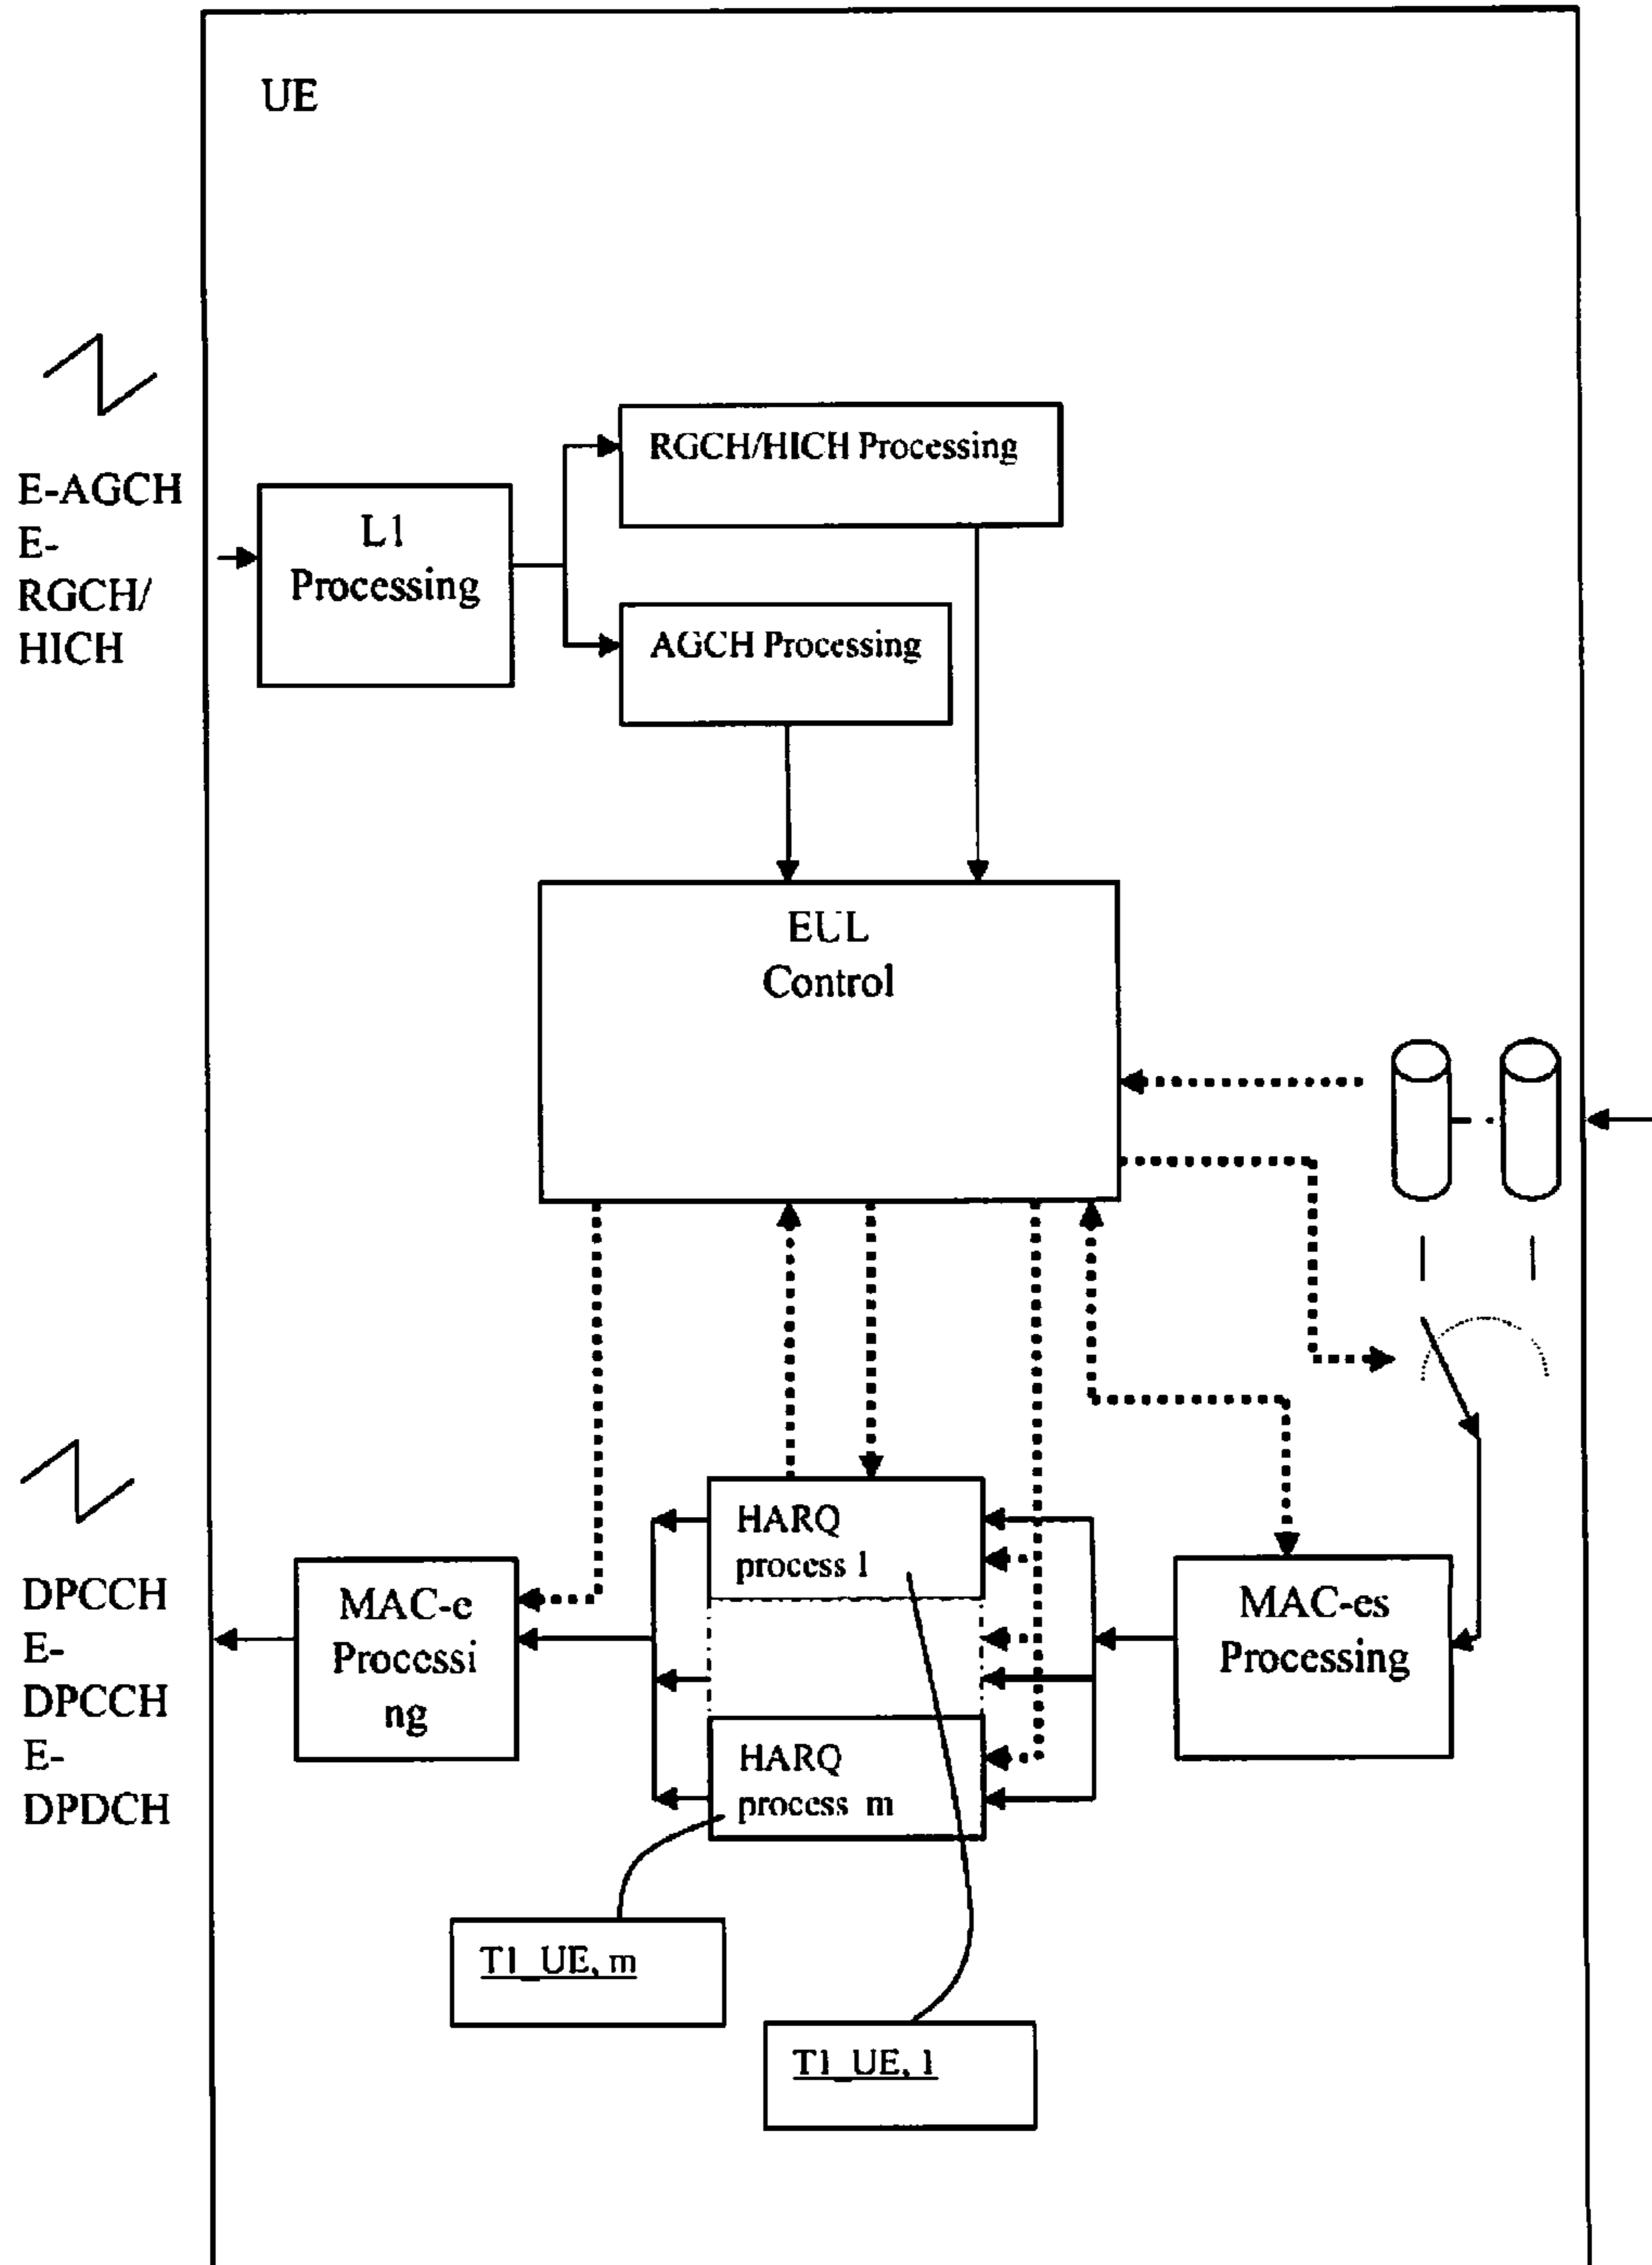 UE
RGCH/HICH Processing
E-AGCH
E-
RGCH/
HICH
L1
Processing
AGCH Processing
EUL
Control
HARQ
process 1
DPCCH
E-
DPCCH
E-
DPDCH
MAC-e
Processi
ng
MAC-es
Processing
HARQ
process m
T1_UE, m
T1_UE, 1